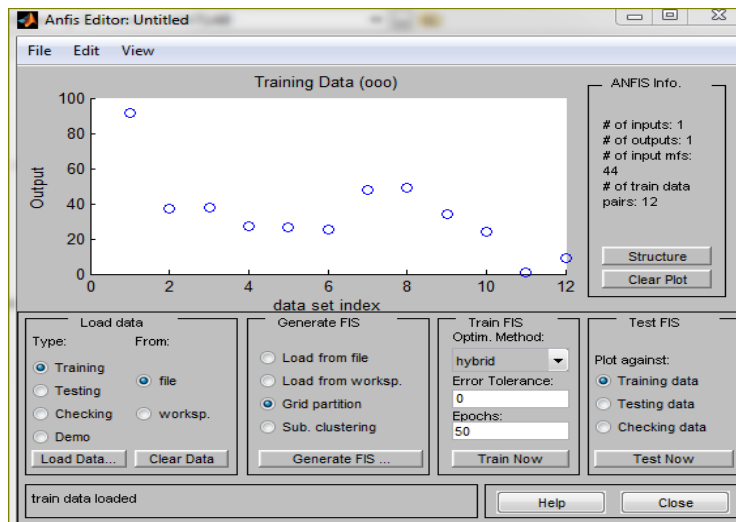 Anfis Editor: Untitled
File Edit View
Training Data (ooo)
100
80
60
40
20
0
Output
0 2 4 6 8 10 12
data set index
ANFIS Info.
# of inputs: 1
# of outputs: 1
# of input mfs:
44
# of train data
pairs: 12
Structure
Clear Plot
Load data
Type: From:
Training
Testing
Checking
Demo
file
worksp.
Load Data... Clear Data
Generate FIS
Load from file
Load from worksp.
Grid partition
Sub. clustering
Generate FIS ...
Train FIS
Optim. Method:
hybrid
Error Tolerance:
0
Epochs:
50
Train Now
Test FIS
Plot against:
Training data
Testing data
Checking data
Test Now
train data loaded
Help Close